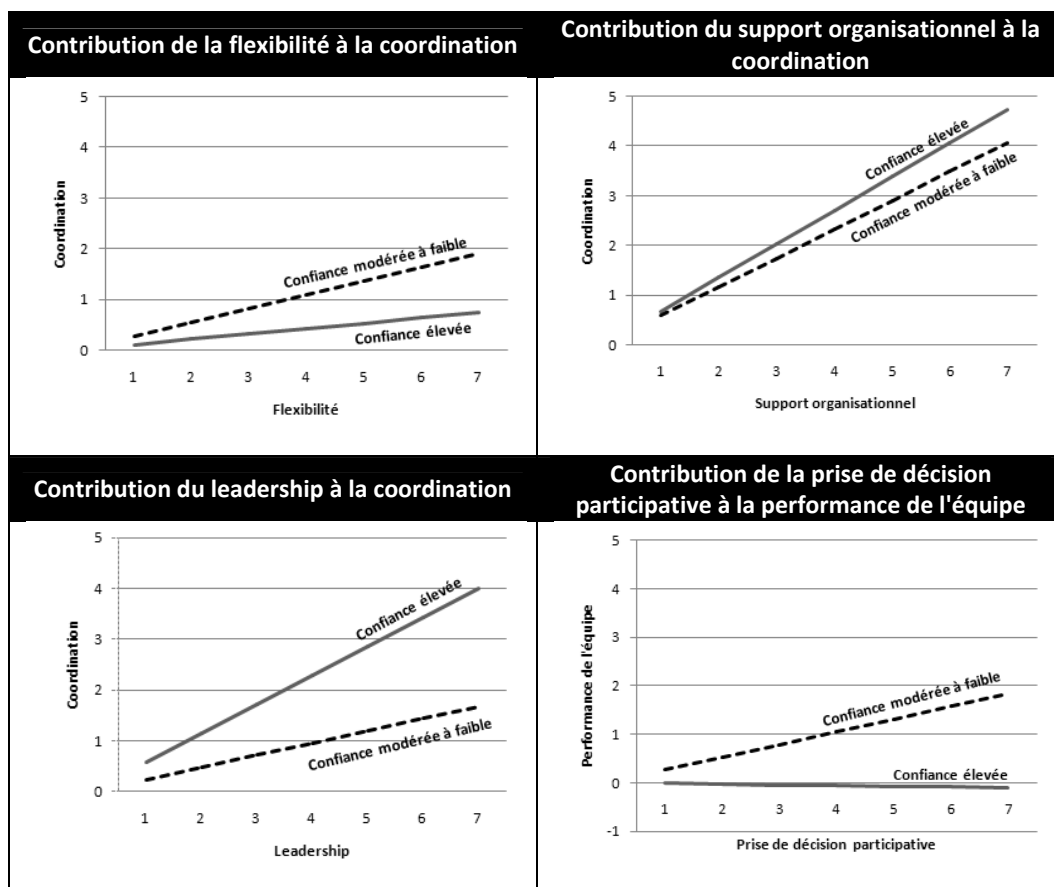 Contribution de la flexibilité à la coordination
5
4
3
2
1
0
Coordination
Confiance modérée à faible
Confiance élevée
1 2 3 4 5 6 7
Flexibilité
Contribution du support organisationnel à la
coordination
5
4
3
2
1
0
Coordination
Confiance élevée
Confiance modérée à faible
1 2 3 4 5 6 7
Support organisationnel
Contribution du leadership à la coordination
5
4
3
2
1
0
Coordination
Confiance élevée
Confiance modérée à faible
1 2 3 4 5 6 7
Leadership
Contribution de la prise de décision
participative à la performance de l'équipe
5
4
3
2
1
0
-1
Performance de l'équipe
Confiance modérée à faible
Confiance élevée
1 2 3 4 5 6 7
Prise de décision participative